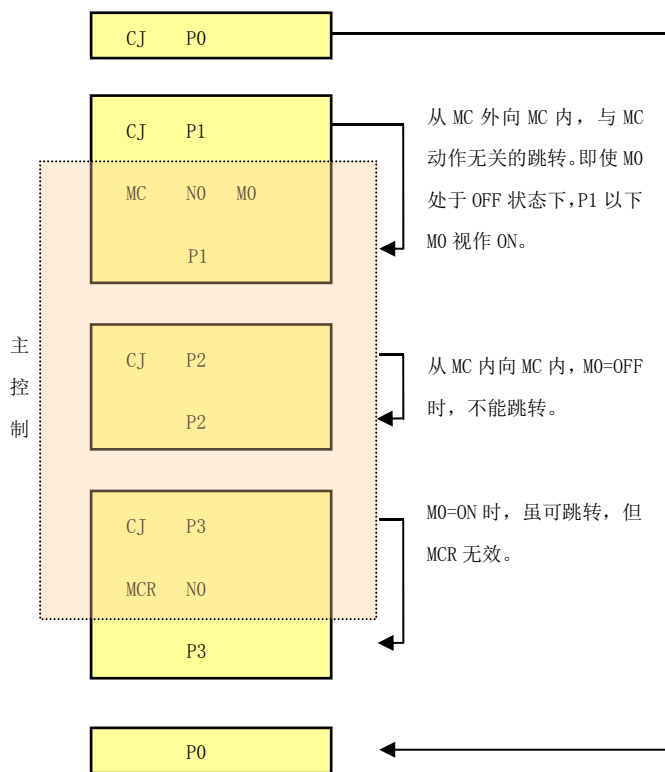 CJ P0
CJ P1
MC N0 M0
P1
从 MC 外向 MC 内，与 MC
动作无关的跳转。即使 M0
处于 OFF 状态下，P1 以下
M0 视作 ON。
主
控
制
CJ P2
P2
从 MC 内向 MC 内，M0=OFF
时，不能跳转。
CJ P3
MCR N0
P3
M0=ON 时，虽可跳转，但
MCR 无效。
P0